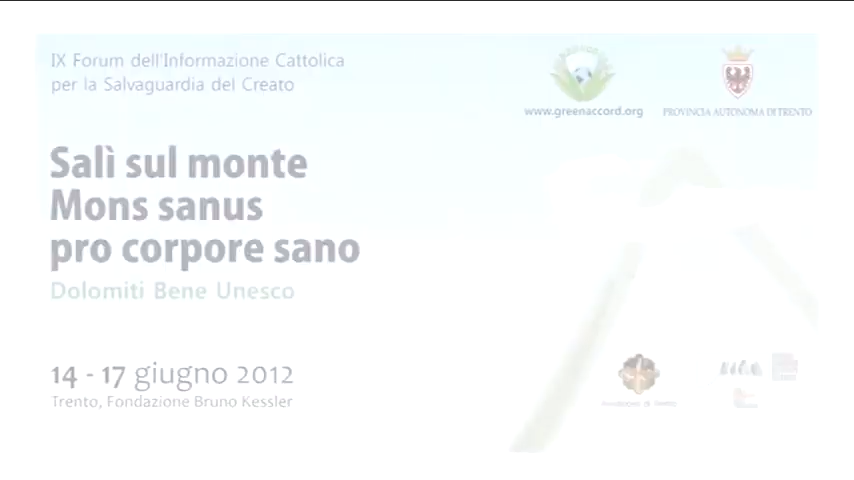 IX Forum dell'Informazione Cattolica
per la Salvaguardia del Creato
www.greenaccord.org
PROVINCIA AUTONOMA DI TRENTO
Salì sul monte
Mons sanus
pro corpore sano
Dolomiti Bene Unesco
14 - 17 giugno 2012
Trento, Fondazione Bruno Kessler